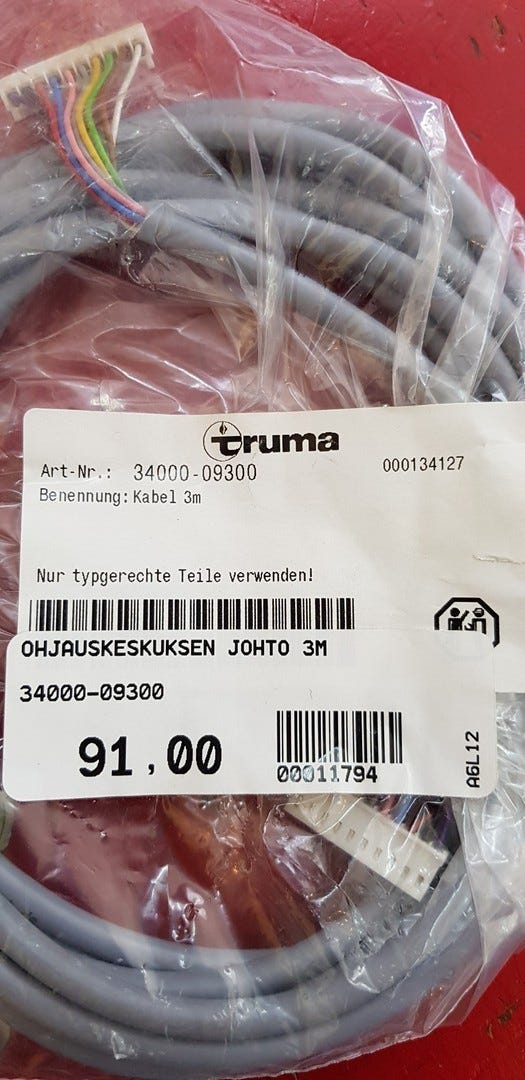 truma
Art-Nr.: 34000-09300 000134127
Benennung: Kabel 3m
Nur typgerechte Teile verwenden!
OHJAUSKESKUKSEN JOHTO 3M
34000-09300
91,00
00011794
A6L12